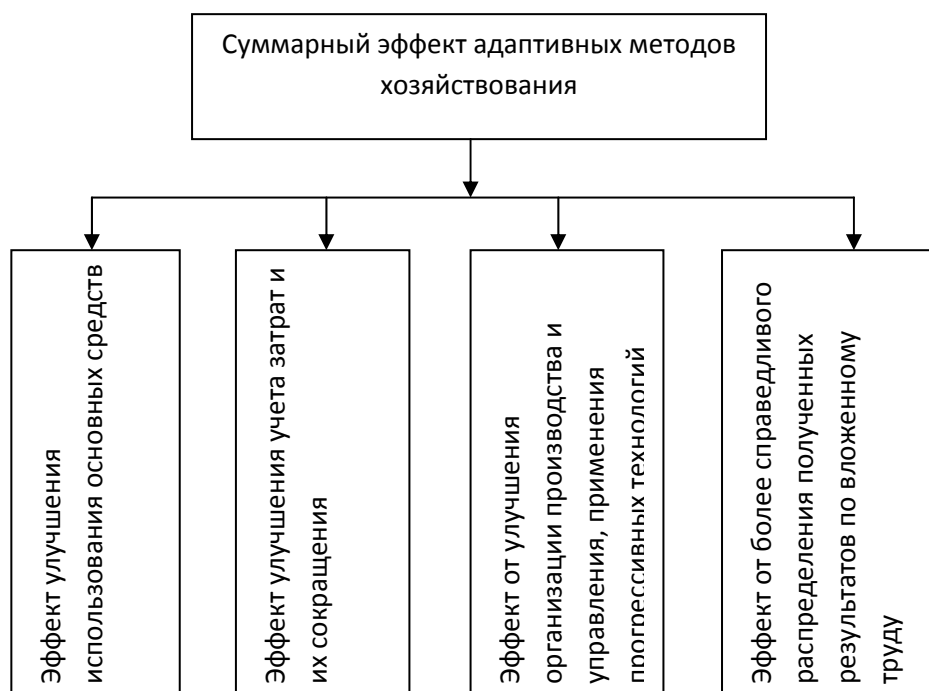 Суммарный эффект адаптивных методов
хозяйствования
Эффект улучшения
использования основных средств
Эффект улучшения учета затрат и
их сокращения
Эффект от улучшения
организации производства и
управления, применения
прогрессивных технологий
Эффект от более справедливого
распределения полученных
результатов по вложенному
труду